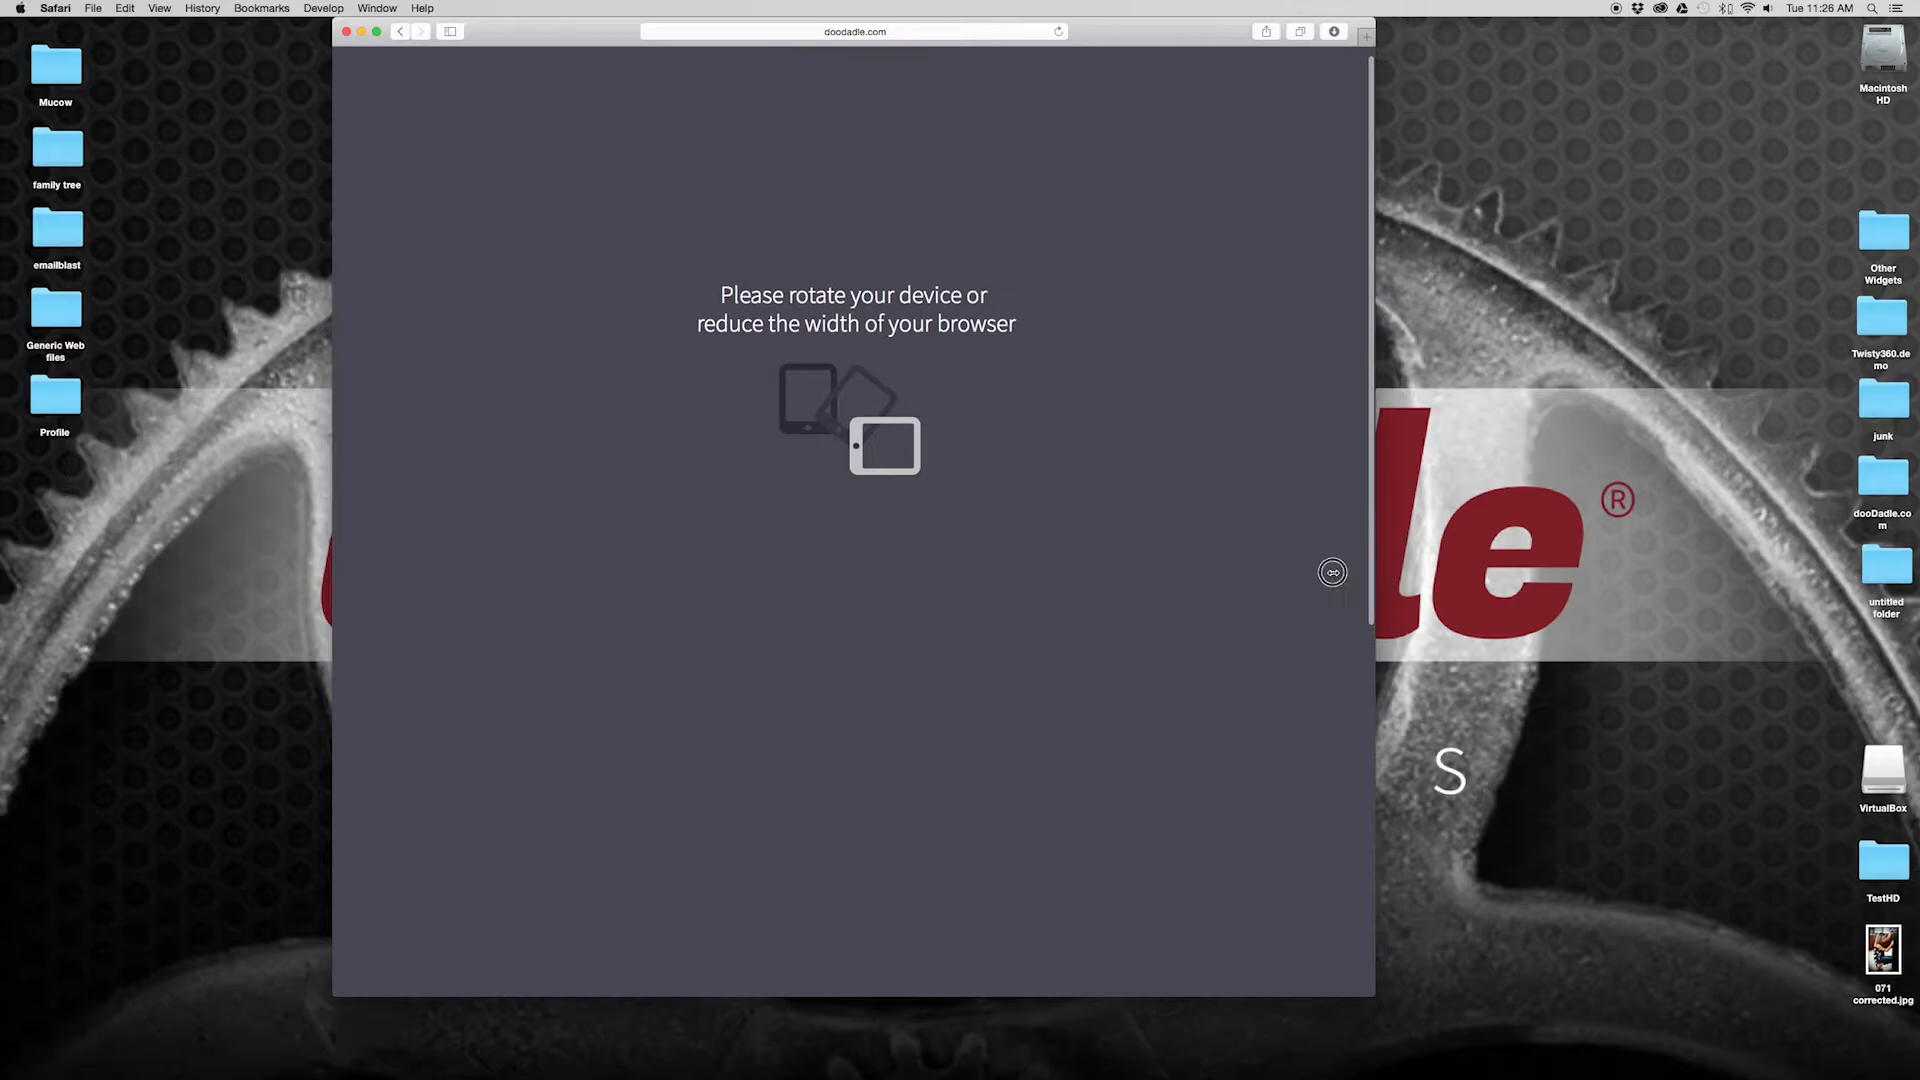 Safari File Edit View History Bookmarks Develop Window Help
Tue 11:26 AM
doodadle.com
Mucow
family tree
emailblast
Generic Web
files
Profile
Please rotate your device or
reduce the width of your browser
le®
S
Macintosh
HD
Other
Widgets
Twisty360.de
mo
junk
dooDadle.co
m
untitled
folder
VirtualBox
TestHD
071
corrected.jpg